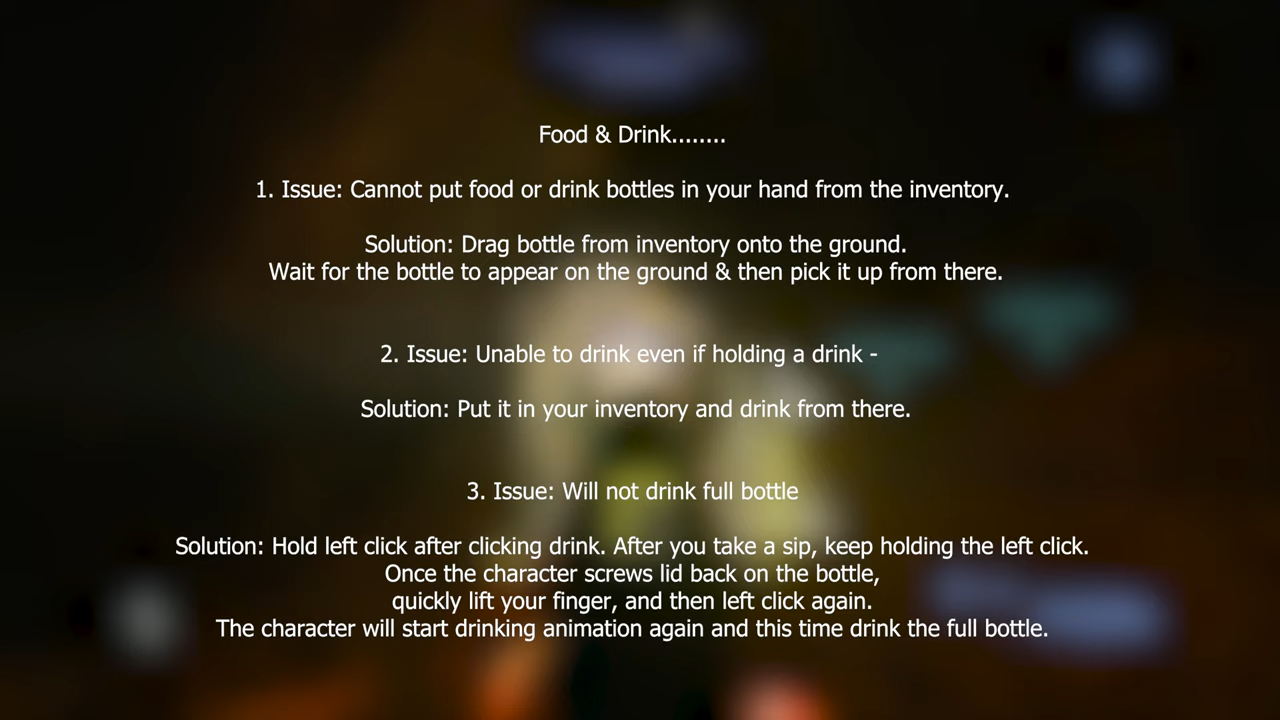 Food & Drink........
1. Issue: Cannot put food or drink bottles in your hand from the inventory.
Solution: Drag bottle from inventory onto the ground.
Wait for the bottle to appear on the ground & then pick it up from there.
2. Issue: Unable to drink even if holding a drink -
Solution: Put it in your inventory and drink from there.
3. Issue: Will not drink full bottle
Solution: Hold left click after clicking drink. After you take a sip, keep holding the left click.
Once the character screws lid back on the bottle,
quickly lift your finger, and then left click again.
The character will start drinking animation again and this time drink the full bottle.